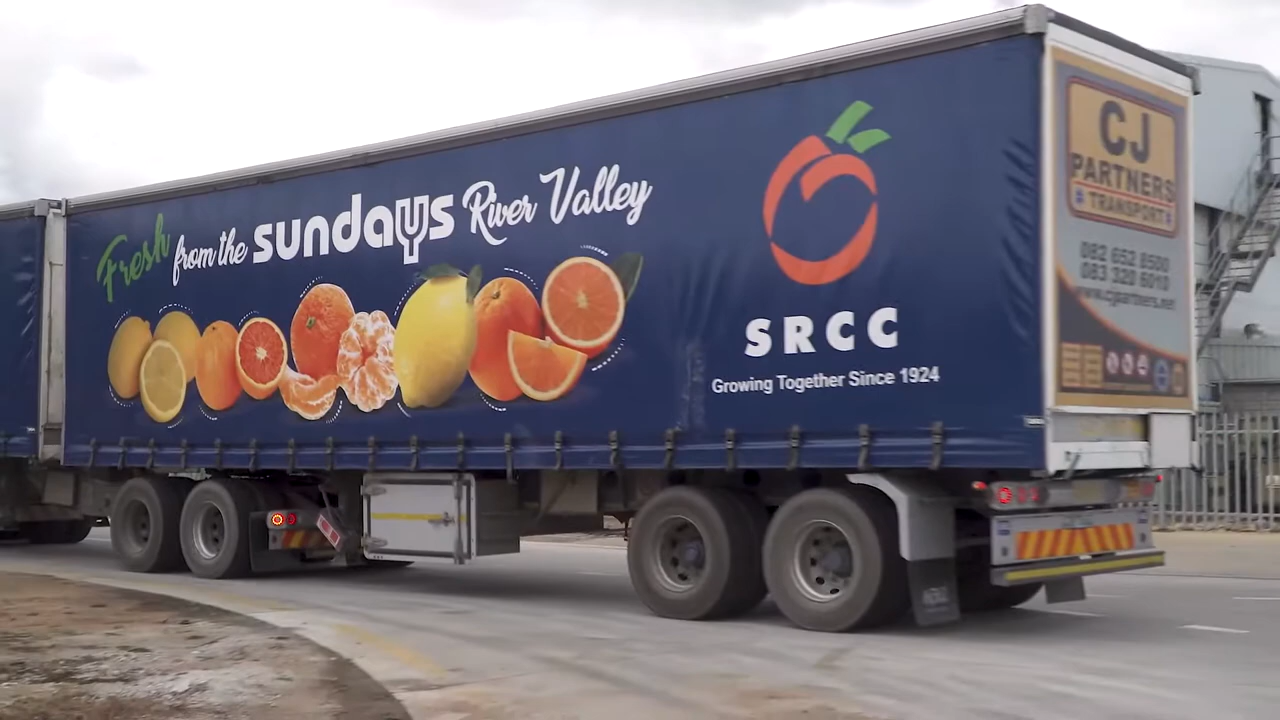 Fresh from the sundays River Valley
SRCC
Growing Together Since 1924
CJ
PARTNERS
TRANSPORT
082 652 8500
083 320 6010
www.cjpartners.net